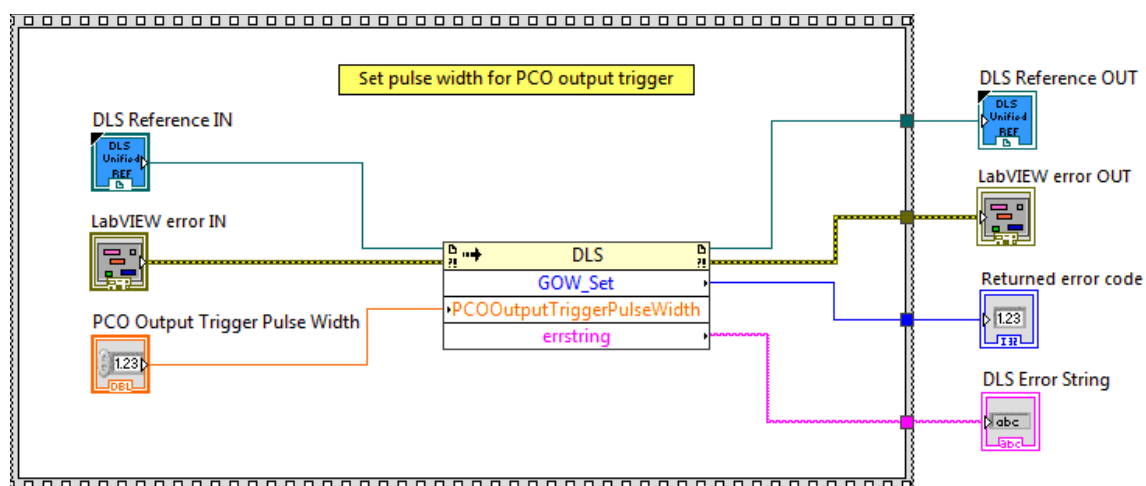 Set pulse width for PCO output trigger
DLS Reference IN
DLS
Unified
REF
LabVIEW error IN
PCO Output Trigger Pulse Width
1.23
DBL
DLS
GOW_Set
PCOOutputTriggerPulseWidth
errstring
DLS Reference OUT
DLS
Unified
REF
LabVIEW error OUT
Returned error code
1.23
I32
DLS Error String
abc
abc